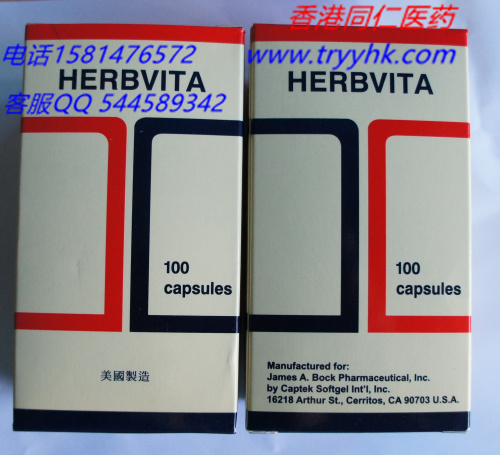 香港同仁医药
电话1581476572
www.tryyhk.com
客服QQ 544589342
HERBVITA
100
capsules
美國製造
HERBVITA
100
capsules
Manufactured for:
James A. Bock Pharmaceutical, Inc.
by Captek Softgel Int'l, Inc.
16218 Arthur St., Cerritos, CA 90703 U.S.A.